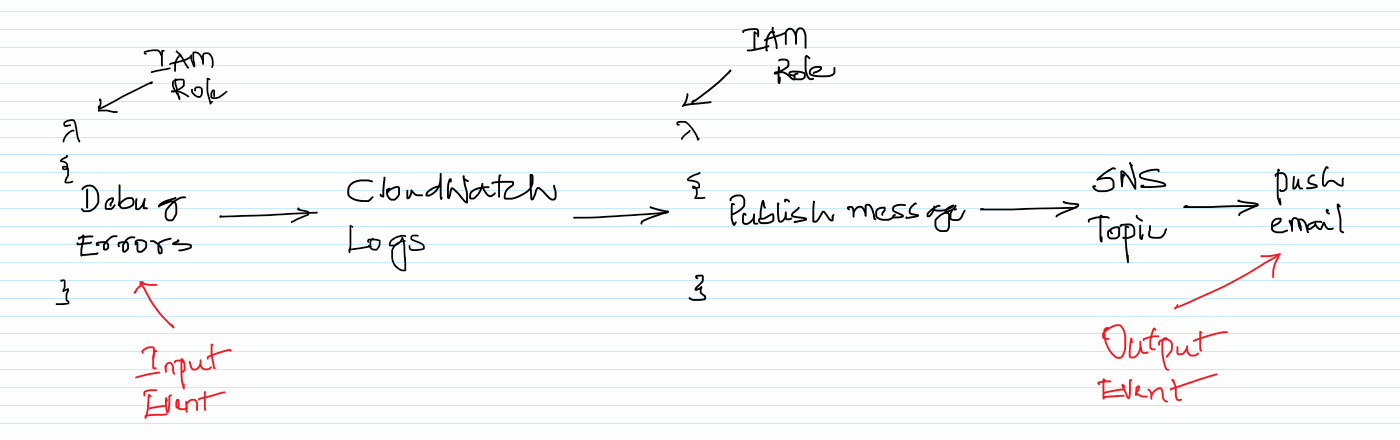 IAM
Role
λ
{
Debug
Errors
}
Input
Event
CloudWatch
Logs
IAM
Role
λ
{
Publish message
}
SNS
Topic
push
email
Output
Event